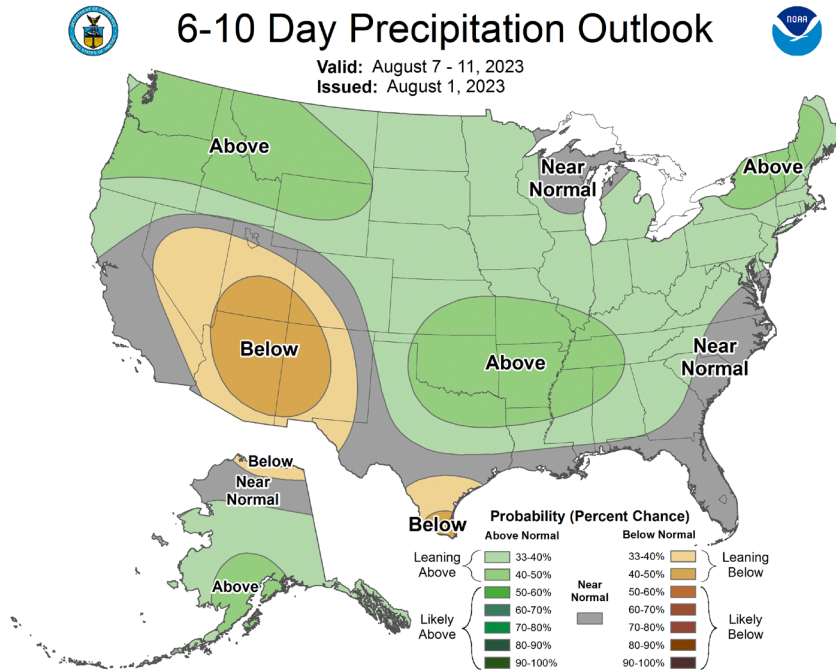 6-10 Day Precipitation Outlook
NOAA
Valid: August 7 - 11, 2023
Issued: August 1, 2023
Above
Near
Normal
Above
Below
Above
Near
Normal
Below
Near
Normal
Above
Below
Probability (Percent Chance)
Above Normal
Below Normal
Leaning
Above
33-40%
40-50%
Likely
Above
50-60%
60-70%
70-80%
80-90%
90-100%
Near
Normal
33-40%
40-50%
Leaning
Below
50-60%
60-70%
70-80%
80-90%
90-100%
Likely
Below